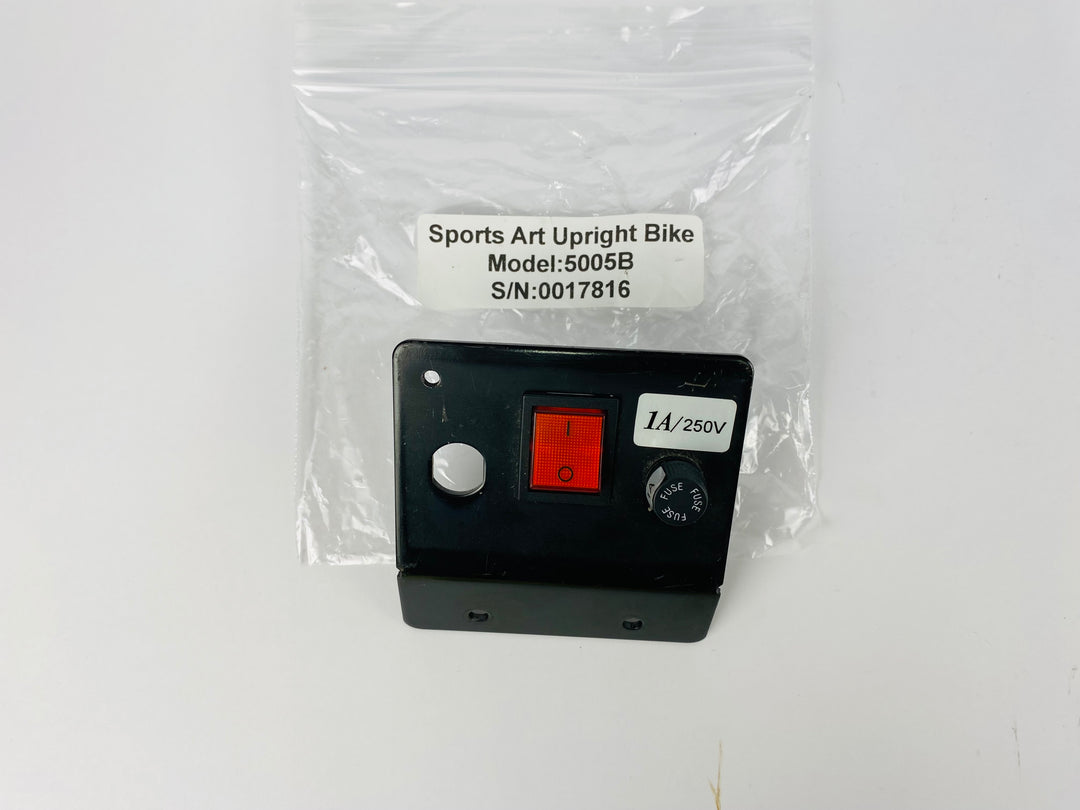 Sports Art Upright Bike
Model:5005B
S/N:0017816
1A/250V
I
O
FUSE FUSE FUSE